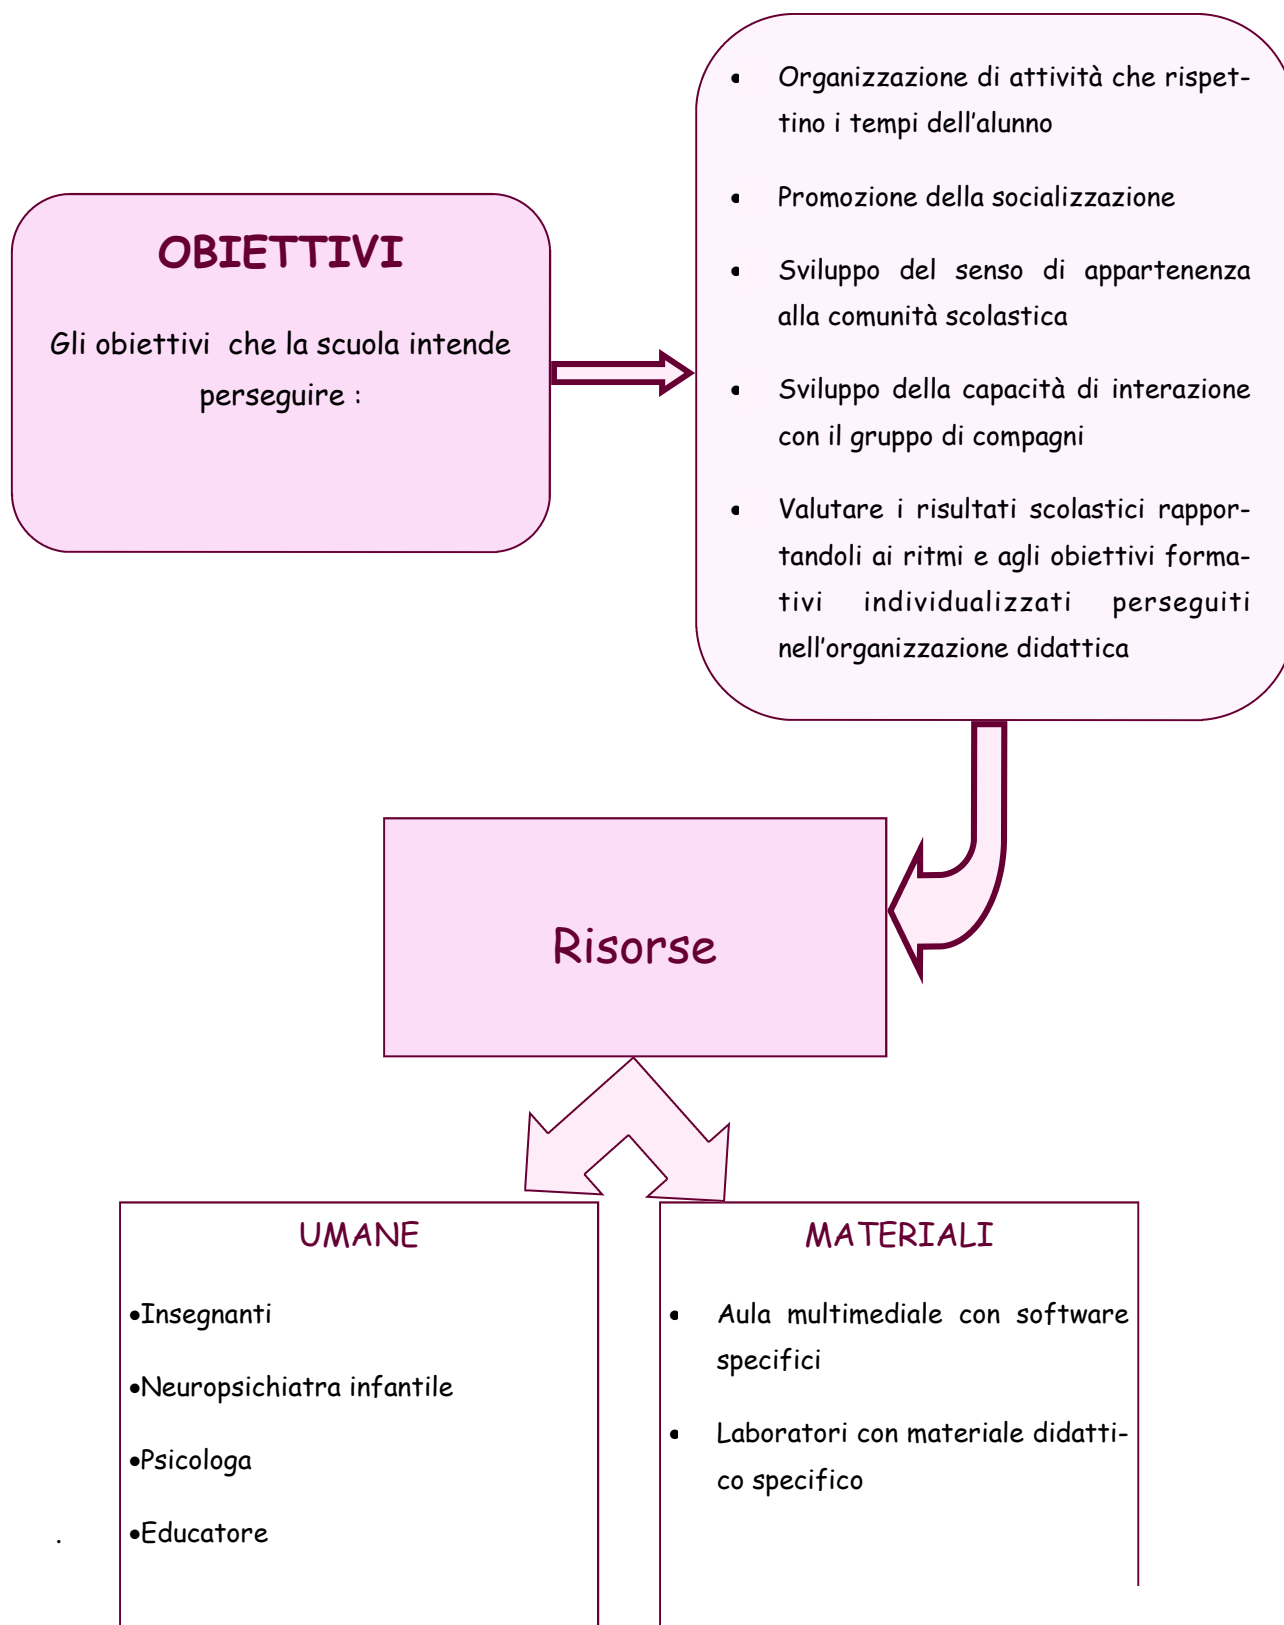 OBIETTIVI
Gli obiettivi  che la scuola intende
perseguire :
• Organizzazione di attività che rispet-
tino i tempi dell’alunno
• Promozione della socializzazione
• Sviluppo del senso di appartenenza
alla comunità scolastica
• Sviluppo della capacità di interazione
con il gruppo di compagni
• Valutare i risultati scolastici rappor-
tandoli ai ritmi e agli obiettivi forma-
tivi individualizzati perseguiti
nell’organizzazione didattica
Risorse
UMANE
•Insegnanti
•Neuropsichiatra infantile
•Psicologa
•Educatore
.
MATERIALI
• Aula multimediale con software
specifici
• Laboratori con materiale didatti-
co specifico